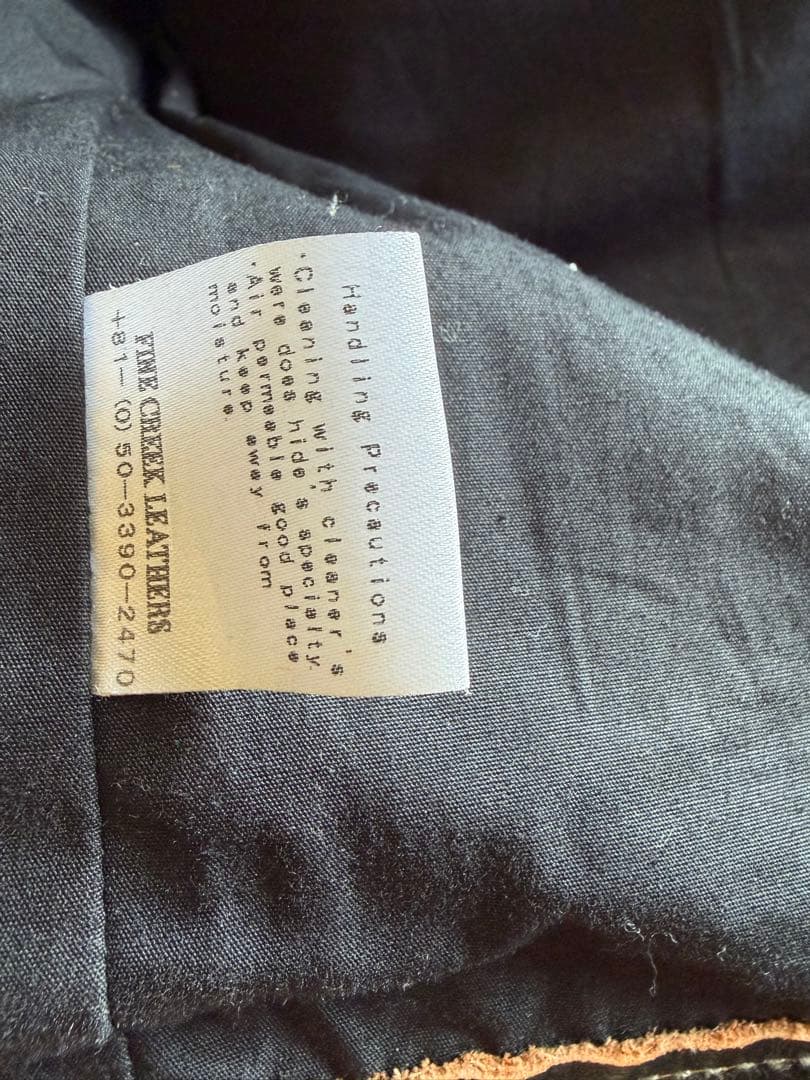 Handling precautions
·Cleaning with cleaner's
were does hide's specialty.
·Air permeable good place
and keep away from
moisture.
FINE CREEK LEATHERS
+81-(0)50-3390-2470